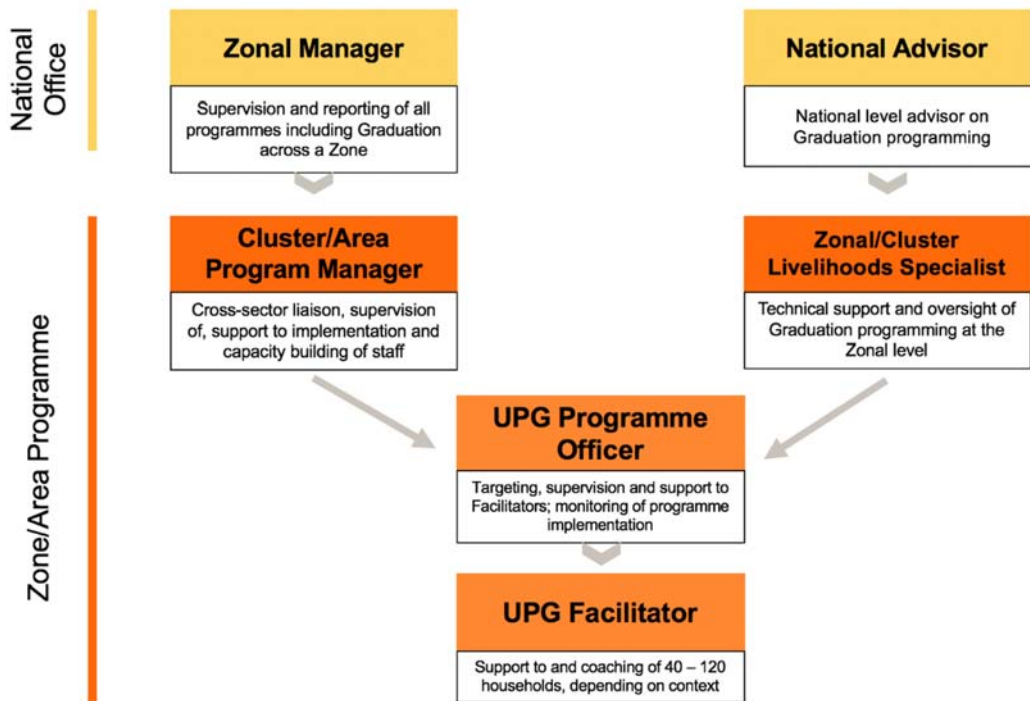 National
Office
Zonal Manager
Supervision and reporting of all
programmes including Graduation
across a Zone
National Advisor
National level advisor on
Graduation programming
Zone/Area Programme
Cluster/Area
Program Manager
Cross-sector liaison, supervision
of, support to implementation and
capacity building of staff
Zonal/Cluster
Livelihoods Specialist
Technical support and oversight of
Graduation programming at the
Zonal level
UPG Programme
Officer
Targeting, supervision and support to
Facilitators; monitoring of programme
implementation
UPG Facilitator
Support to and coaching of 40 – 120
households, depending on context